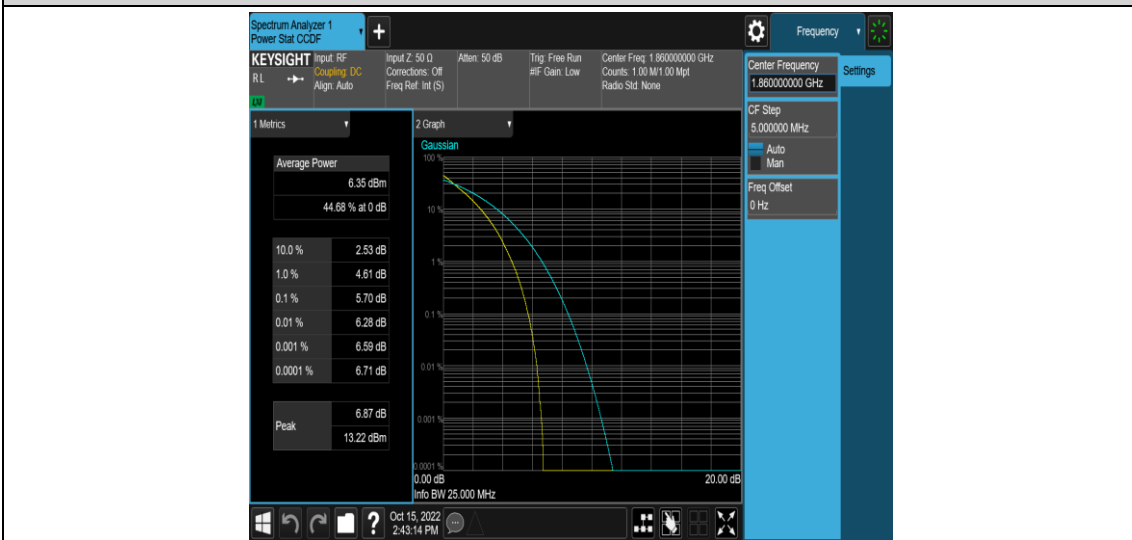 Spectrum Analyzer 1
Power Stat CCDF
+
Frequency
KEYSIGHT
RL
LXI
Input: RF
Coupling: DC
Align: Auto
Input Z: 50 Ω
Corrections: Off
Freq Ref: Int (S)
Atten: 50 dB
Trig: Free Run
#IF Gain: Low
Center Freq: 1.860000000 GHz
Counts: 1.00 M/1.00 Mpt
Radio Std: None
Center Frequency
1.860000000 GHz
Settings
CF Step
5.000000 MHz
Auto
Man
Freq Offset
0 Hz
1 Metrics
Average Power
6.35 dBm
44.68 % at 0 dB
10.0 % 2.53 dB
1.0 % 4.61 dB
0.1 % 5.70 dB
0.01 % 6.28 dB
0.001 % 6.59 dB
0.0001 % 6.71 dB
Peak
6.87 dB
13.22 dBm
2 Graph
Gaussian
100 %
10 %
1 %
0.1 %
0.01 %
0.001 %
0.0001 %
0.00 dB 20.00 dB
Info BW 25.000 MHz
?
Oct 15, 2022
2:43:14 PM